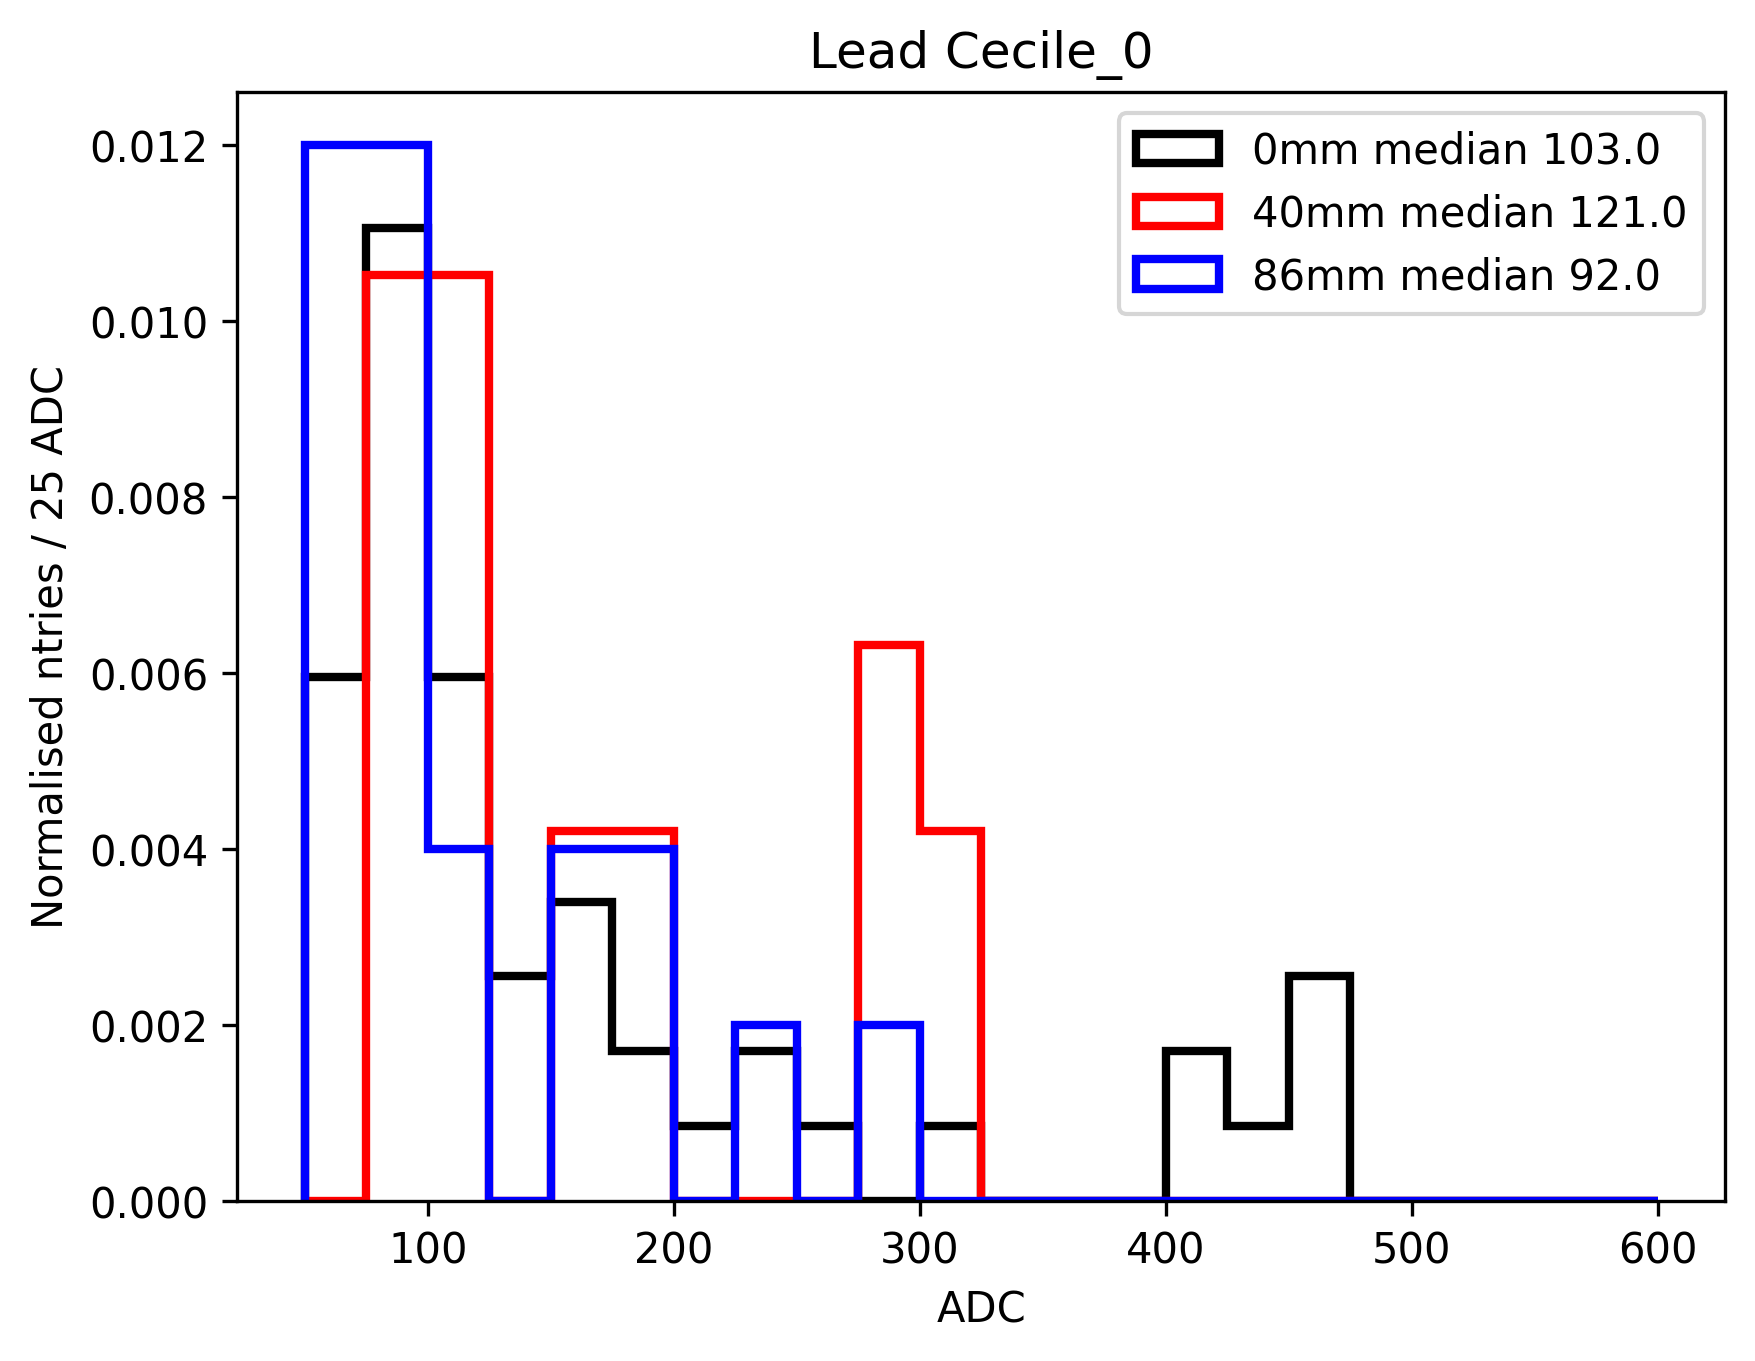 Lead Cecile_0
0mm median 103.0
40mm median 121.0
86mm median 92.0
Normalised ntries / 25 ADC
0.012
0.010
0.008
0.006
0.004
0.002
0.000
100 200 300 400 500 600
ADC